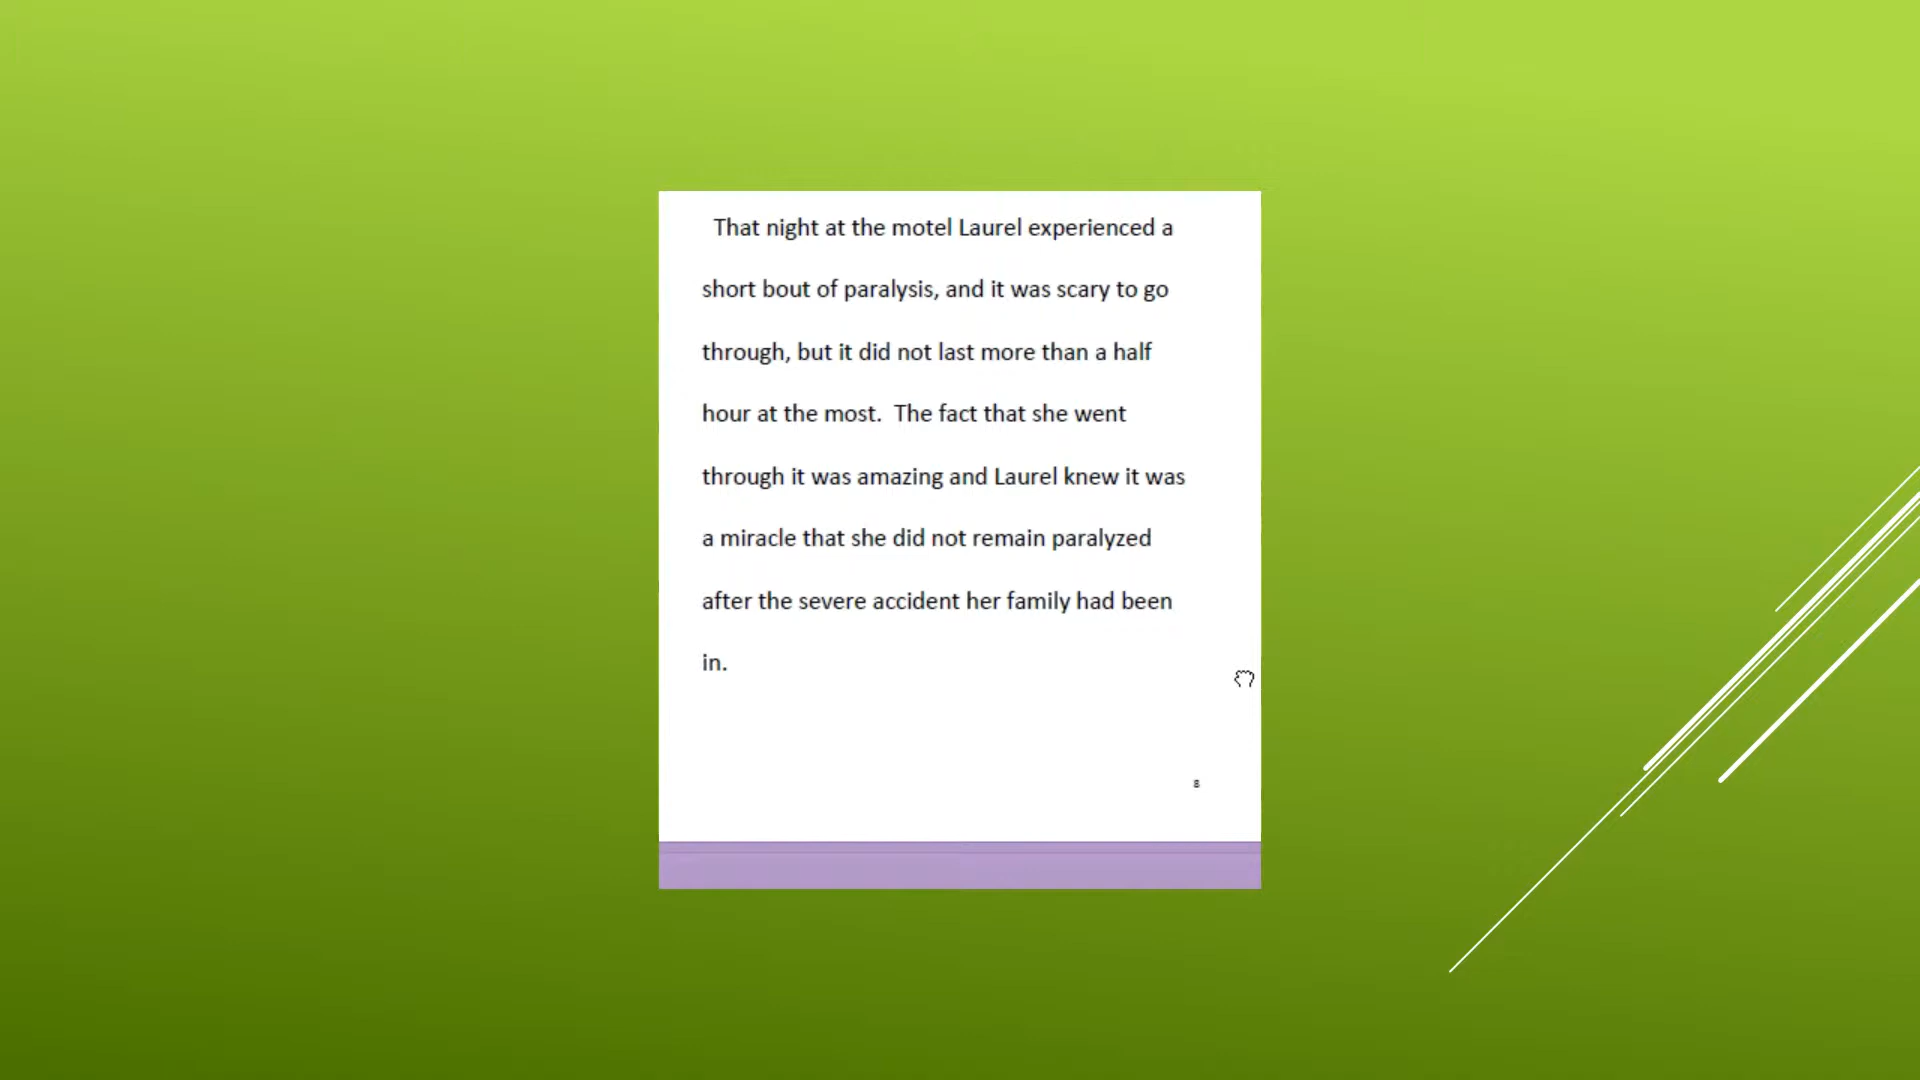 That night at the motel Laurel experienced a
short bout of paralysis, and it was scary to go
through, but it did not last more than a half
hour at the most.  The fact that she went
through it was amazing and Laurel knew it was
a miracle that she did not remain paralyzed
after the severe accident her family had been
in.
8